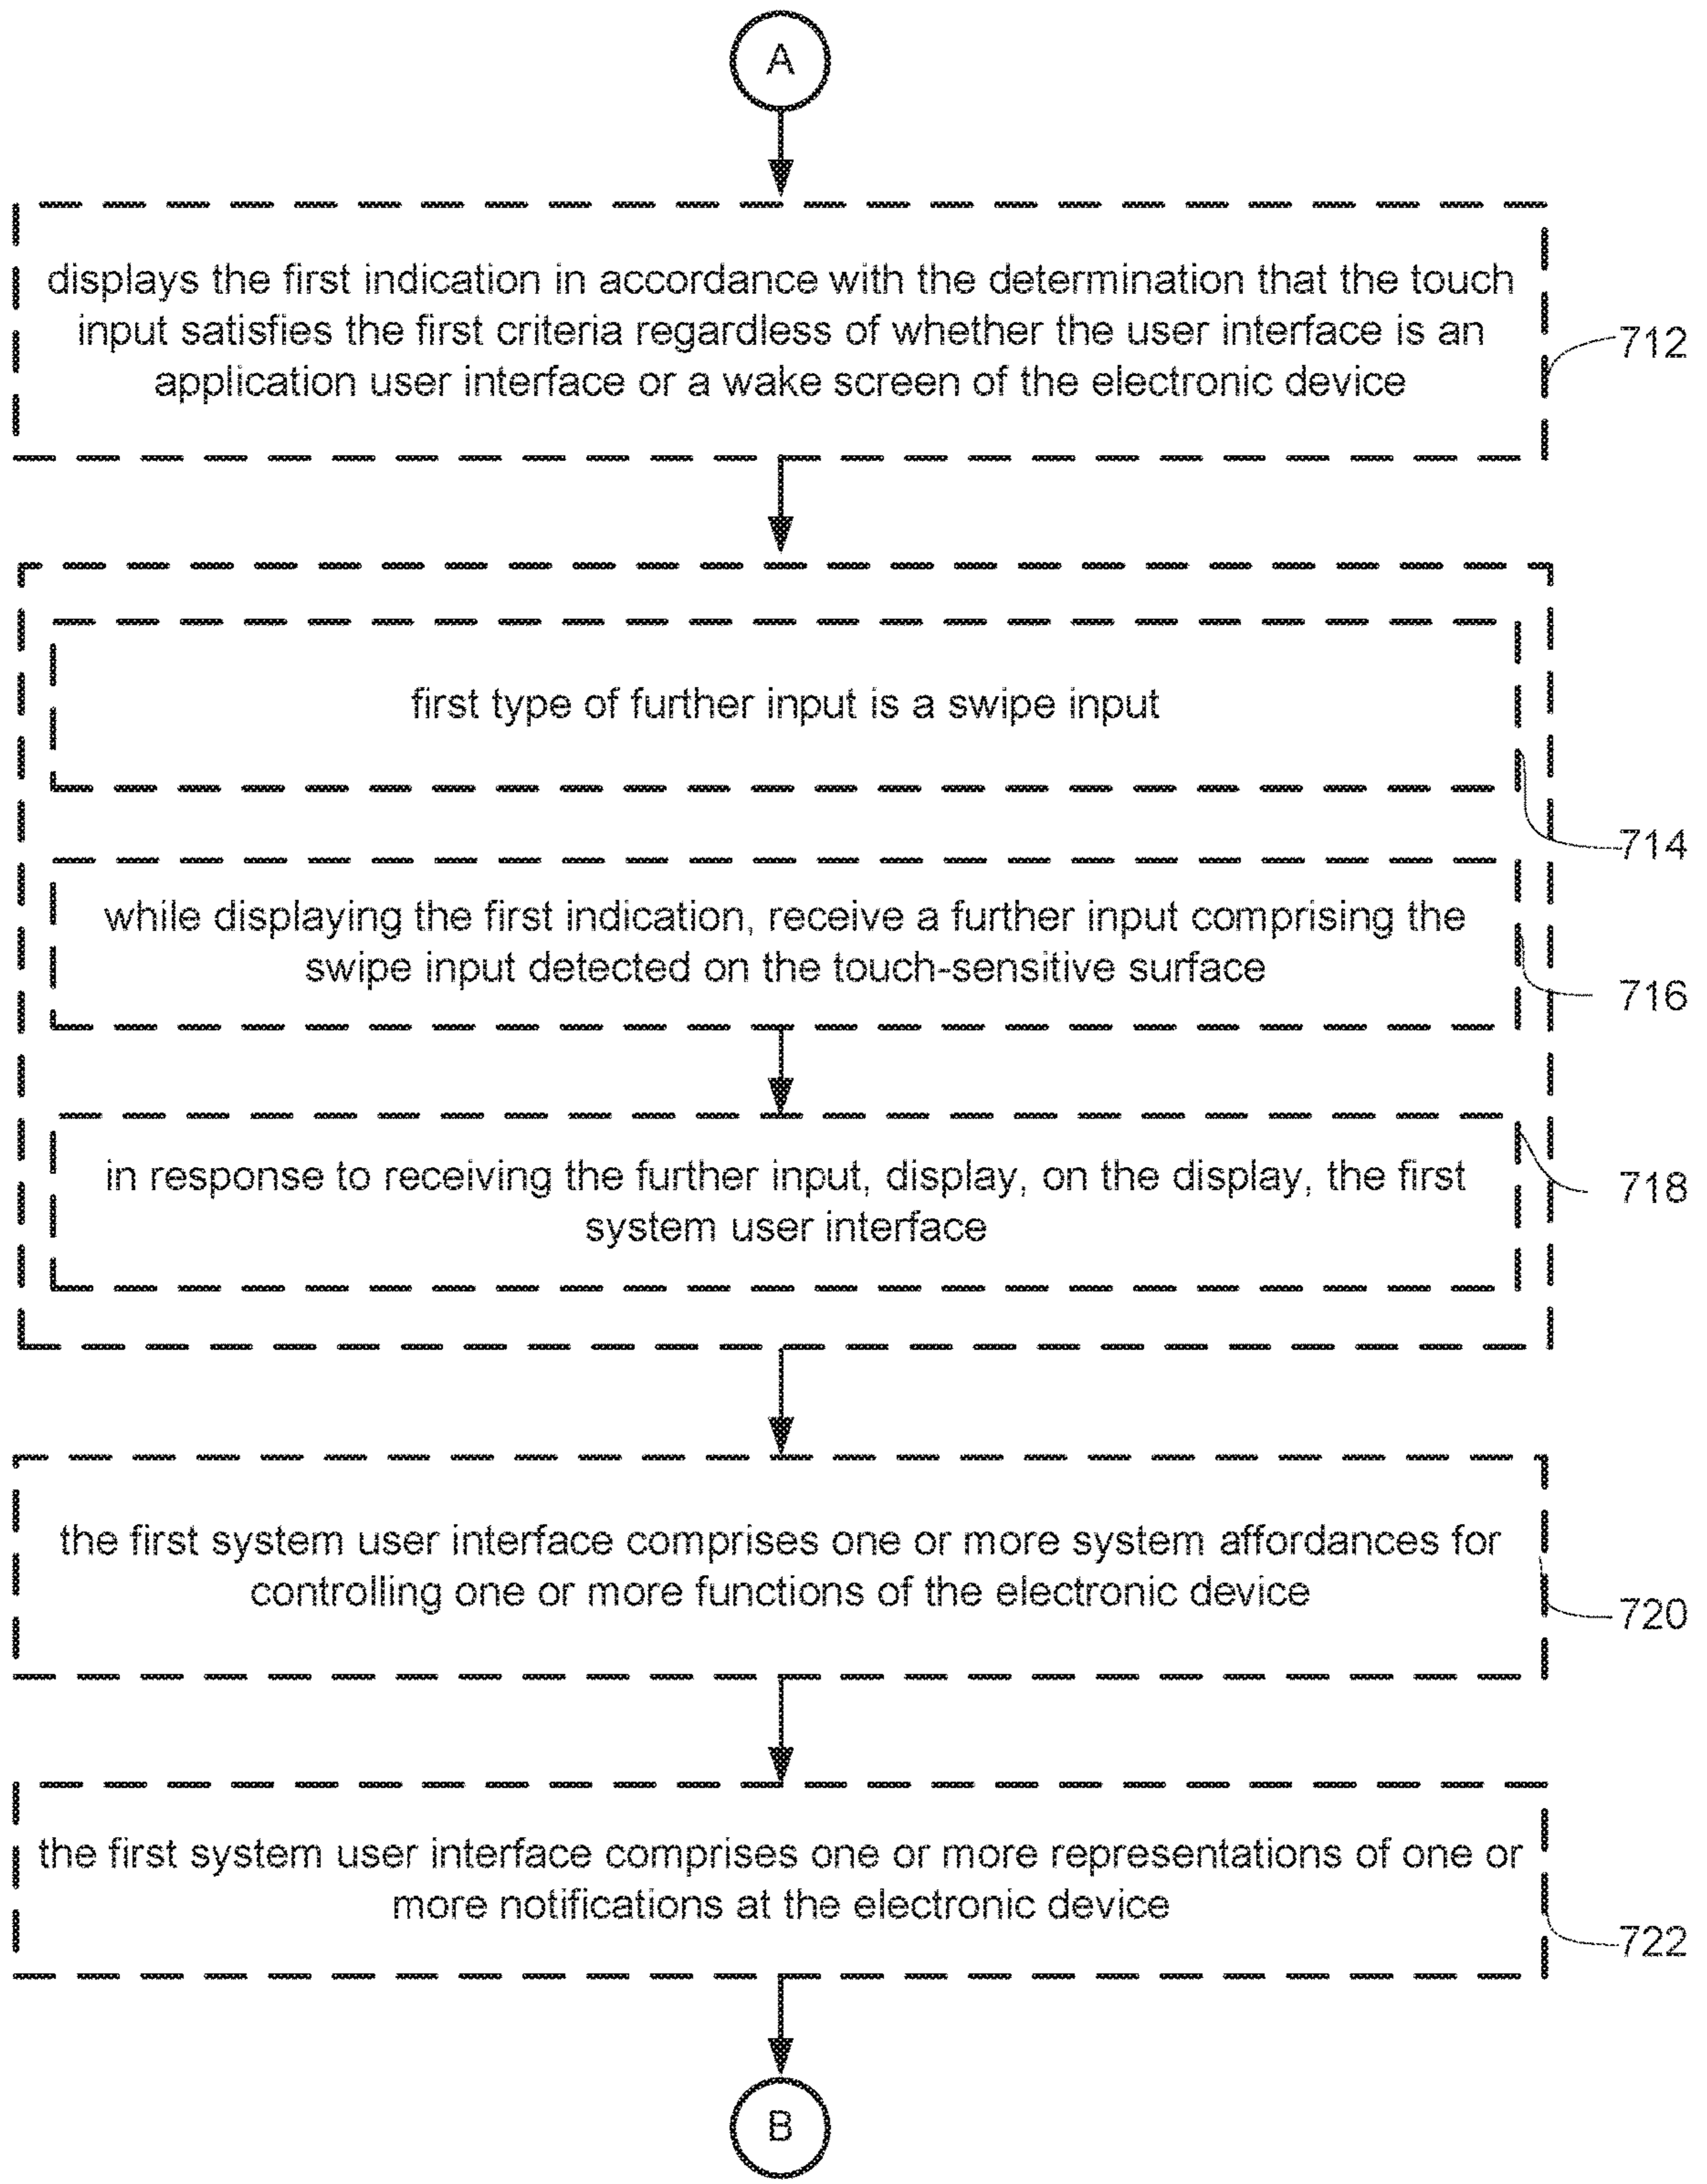 A
displays the first indication in accordance with the determination that the touch
input satisfies the first criteria regardless of whether the user interface is an
application user interface or a wake screen of the electronic device
712
first type of further input is a swipe input
714
while displaying the first indication, receive a further input comprising the
swipe input detected on the touch-sensitive surface
716
in response to receiving the further input, display, on the display, the first
system user interface
718
the first system user interface comprises one or more system affordances for
controlling one or more functions of the electronic device
720
the first system user interface comprises one or more representations of one or
more notifications at the electronic device
722
B